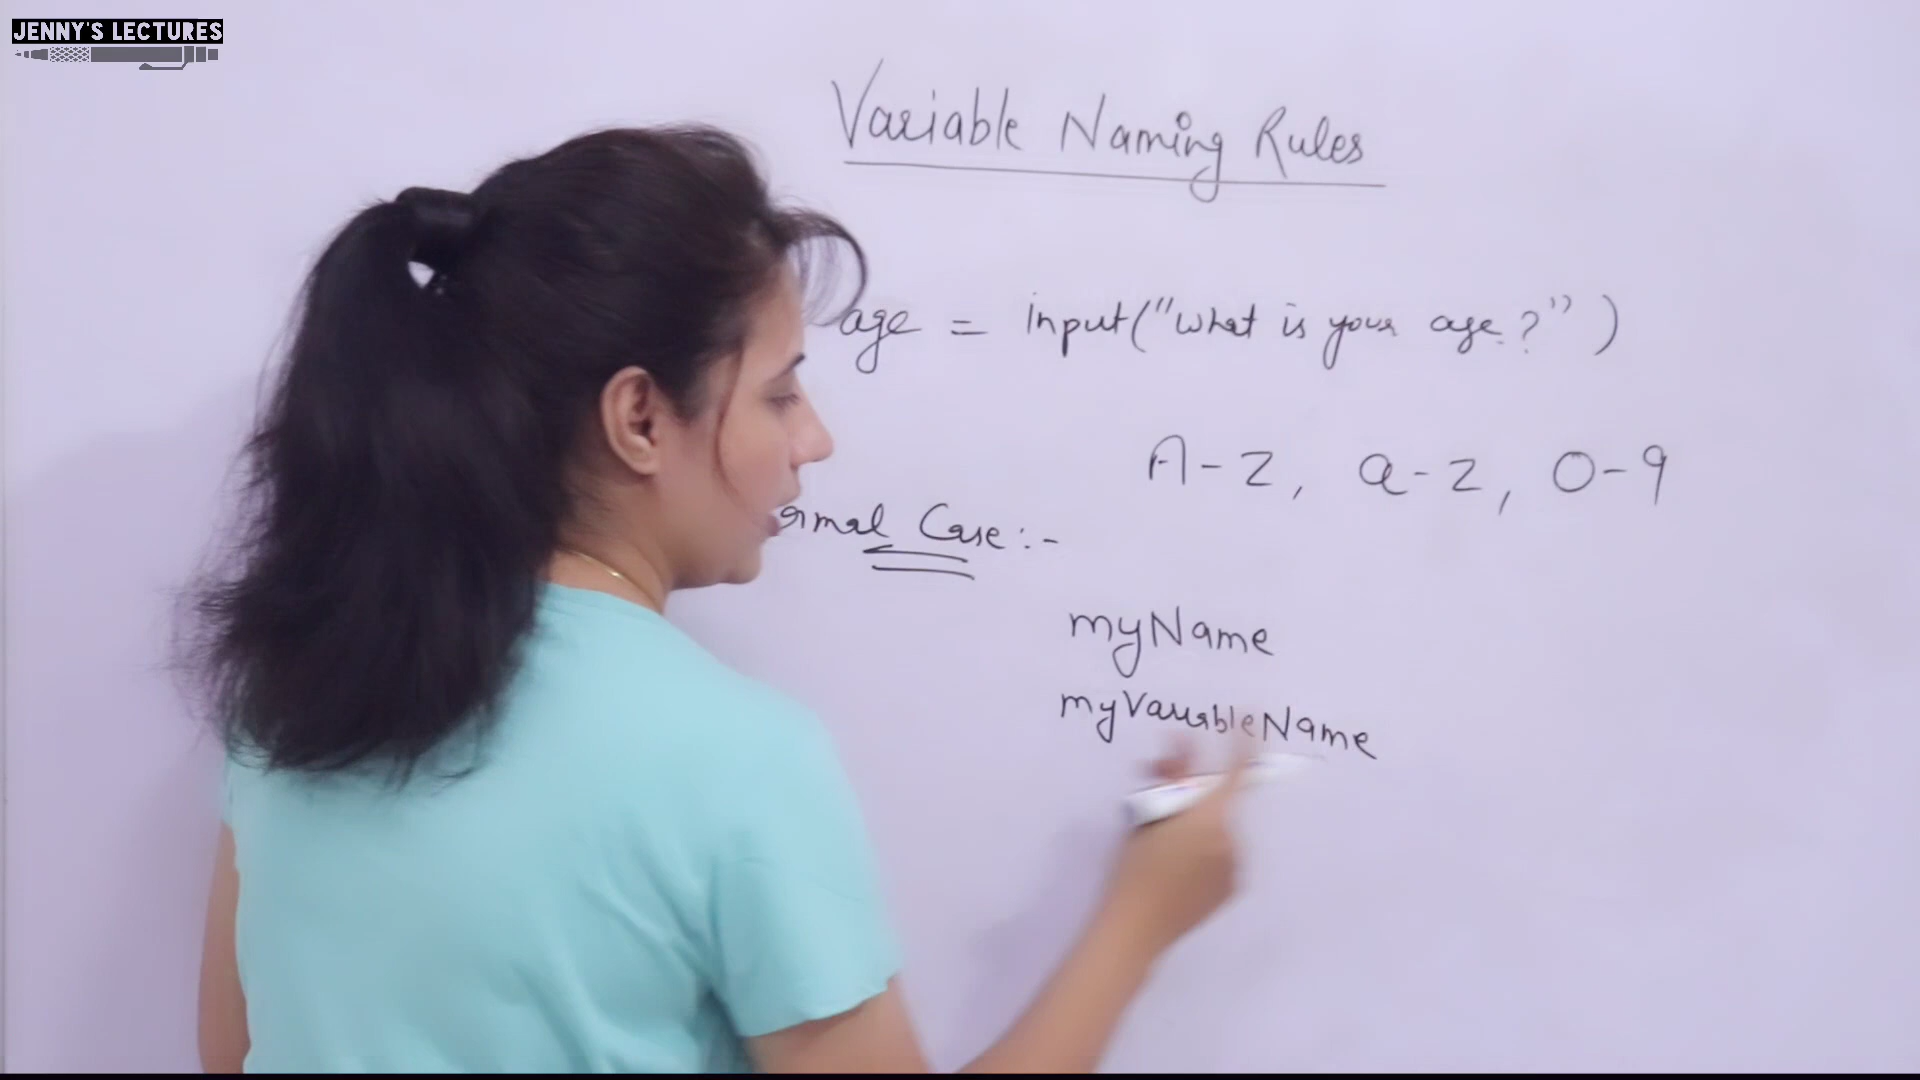 JENNY'S LECTURES
Variable Naming Rules
age = input("What is your age?")
A-Z, a-z, 0-9
Case :-
myName
myVariableName